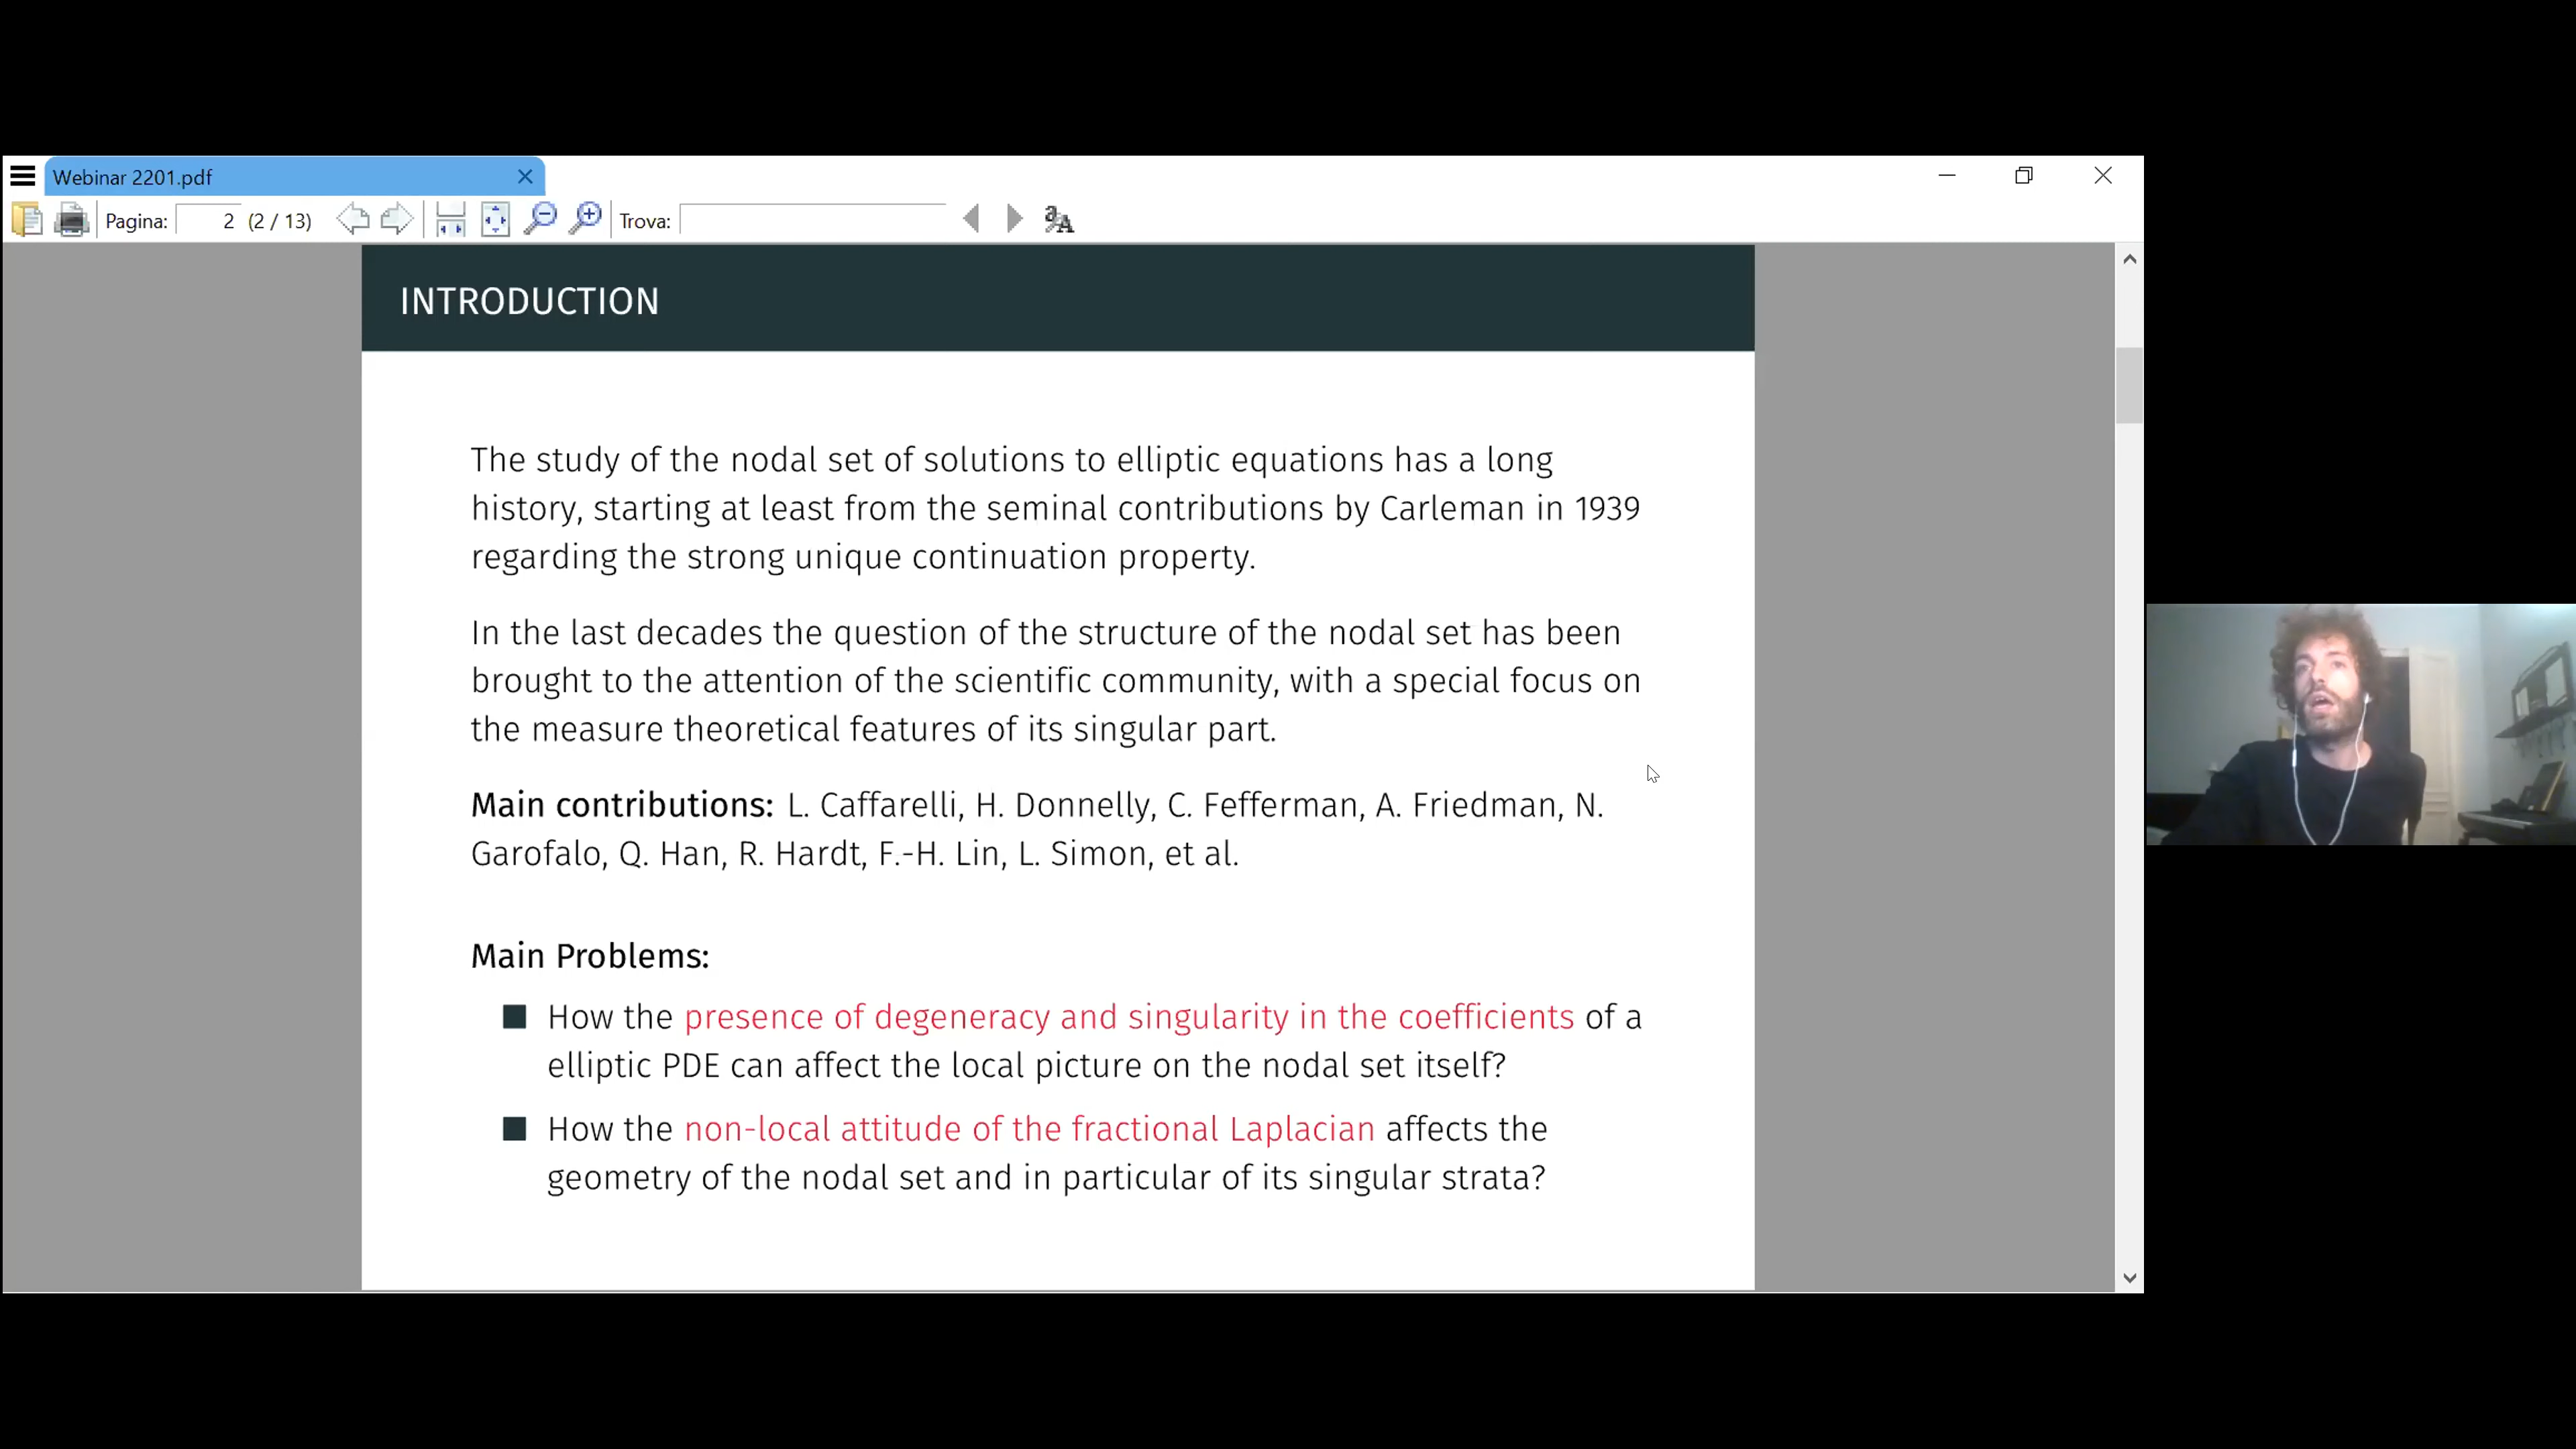 Webinar 2201.pdf
Pagina: 2 (2 / 13) Trova:
INTRODUCTION
The study of the nodal set of solutions to elliptic equations has a long
history, starting at least from the seminal contributions by Carleman in 1939
regarding the strong unique continuation property.
In the last decades the question of the structure of the nodal set has been
brought to the attention of the scientific community, with a special focus on
the measure theoretical features of its singular part.
Main contributions: L. Caffarelli, H. Donnelly, C. Fefferman, A. Friedman, N.
Garofalo, Q. Han, R. Hardt, F.-H. Lin, L. Simon, et al.
Main Problems:
How the presence of degeneracy and singularity in the coefficients of a
elliptic PDE can affect the local picture on the nodal set itself?
How the non-local attitude of the fractional Laplacian affects the
geometry of the nodal set and in particular of its singular strata?